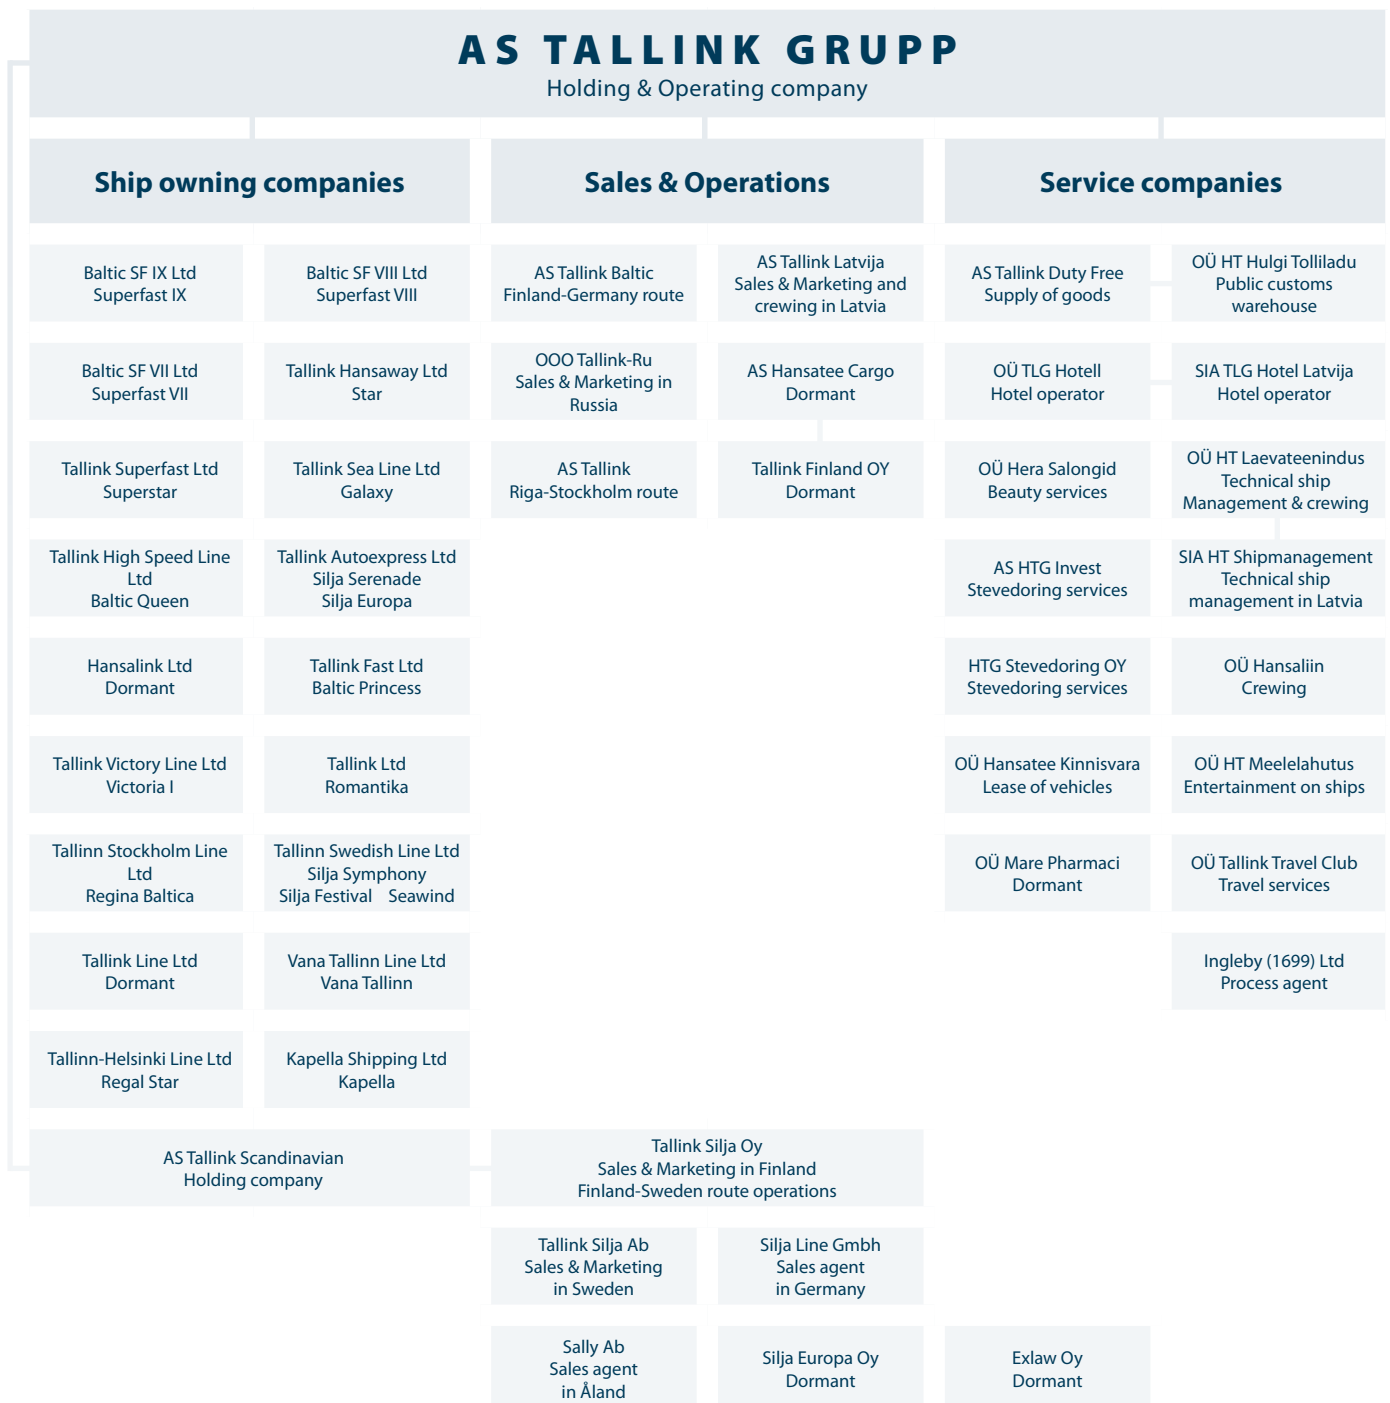 AS TALLINK GRUPP
Holding & Operating company
Ship owning companies
Sales & Operations
Service companies
Baltic SF IX Ltd
Superfast IX
Baltic SF VIII Ltd
Superfast VIII
AS Tallink Baltic
Finland-Germany route
AS Tallink Latvija
Sales & Marketing and
crewing in Latvia
AS Tallink Duty Free
Supply of goods
OÜ HT Hulgi Tolliladu
Public customs
warehouse
Baltic SF VII Ltd
Superfast VII
Tallink Hansaway Ltd
Star
OOO Tallink-Ru
Sales & Marketing in
Russia
AS Hansatee Cargo
Dormant
OÜ TLG Hotell
Hotel operator
SIA TLG Hotel Latvija
Hotel operator
Tallink Superfast Ltd
Superstar
Tallink Sea Line Ltd
Galaxy
AS Tallink
Riga-Stockholm route
Tallink Finland OY
Dormant
OÜ Hera Salongid
Beauty services
OÜ HT Laevateenindus
Technical ship
Management & crewing
Tallink High Speed Line
Ltd
Baltic Queen
Tallink Autoexpress Ltd
Silja Serenade
Silja Europa
AS HTG Invest
Stevedoring services
SIA HT Shipmanagement
Technical ship
management in Latvia
Hansalink Ltd
Dormant
Tallink Fast Ltd
Baltic Princess
HTG Stevedoring OY
Stevedoring services
OÜ Hansaliin
Crewing
Tallink Victory Line Ltd
Victoria I
Tallink Ltd
Romantika
OÜ Hansatee Kinnisvara
Lease of vehicles
OÜ HT Meelelahutus
Entertainment on ships
Tallinn Stockholm Line
Ltd
Regina Baltica
Tallinn Swedish Line Ltd
Silja Symphony
Silja Festival Seawind
OÜ Mare Pharmaci
Dormant
OÜ Tallink Travel Club
Travel services
Tallink Line Ltd
Dormant
Vana Tallinn Line Ltd
Vana Tallinn
Ingleby (1699) Ltd
Process agent
Tallinn-Helsinki Line Ltd
Regal Star
Kapella Shipping Ltd
Kapella
AS Tallink Scandinavian
Holding company
Tallink Silja Oy
Sales & Marketing in Finland
Finland-Sweden route operations
Tallink Silja Ab
Sales & Marketing
in Sweden
Silja Line Gmbh
Sales agent
in Germany
Sally Ab
Sales agent
in Åland
Silja Europa Oy
Dormant
Exlaw Oy
Dormant